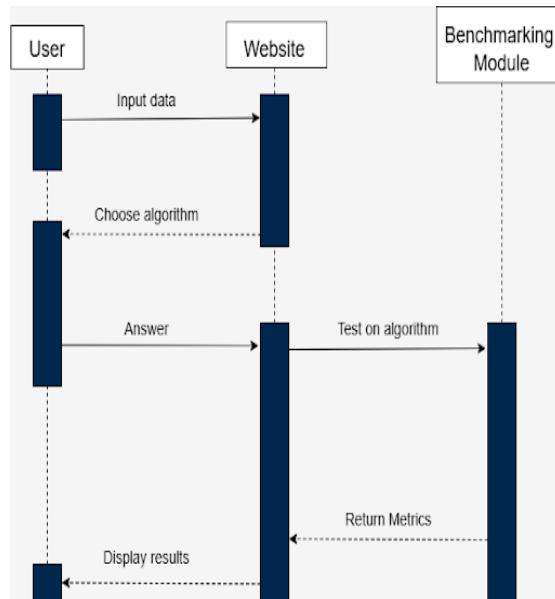 User
Website
Benchmarking
Module
Input data
Choose algorithm
Answer
Test on algorithm
Return Metrics
Display results